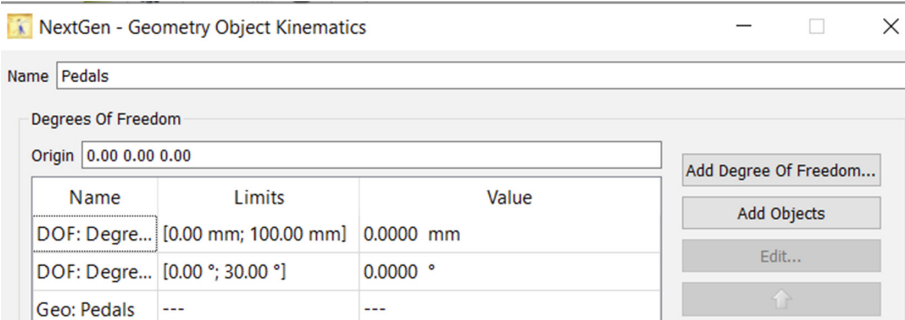 NextGen - Geometry Object Kinematics
Name Pedals
Degrees Of Freedom
Origin 0.00 0.00 0.00
Add Degree Of Freedom...
Name Limits Value
Add Objects
DOF: Degre... [0.00 mm; 100.00 mm] 0.0000 mm
Edit...
DOF: Degre... [0.00 °; 30.00 °] 0.0000 °
Geo: Pedals --- ---